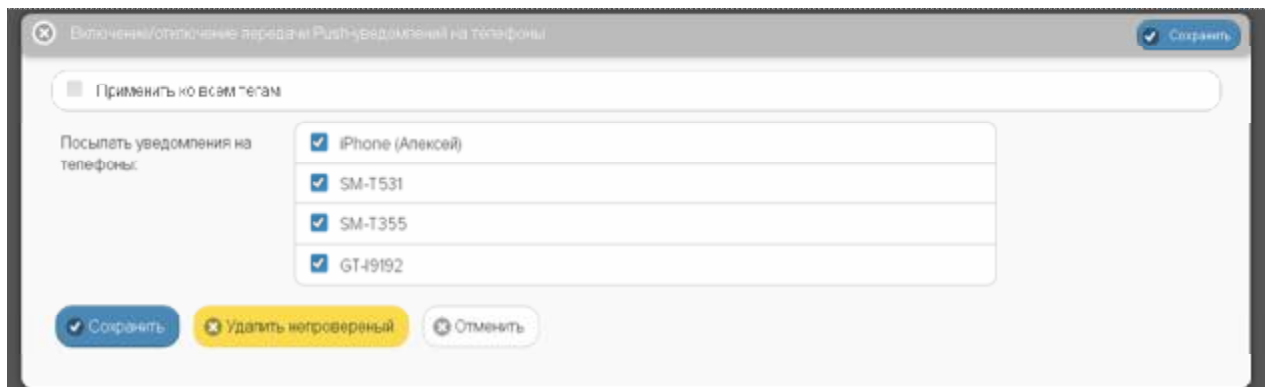 Включение/отключение передачи Push-уведомлений на телефоны
Сохранить
Применить ко всем тегам
Посылать уведомления на
телефоны:
iPhone (Алексей)
SM-T531
SM-T355
GT-I9192
Сохранить
Удалить непровереный
Отменить